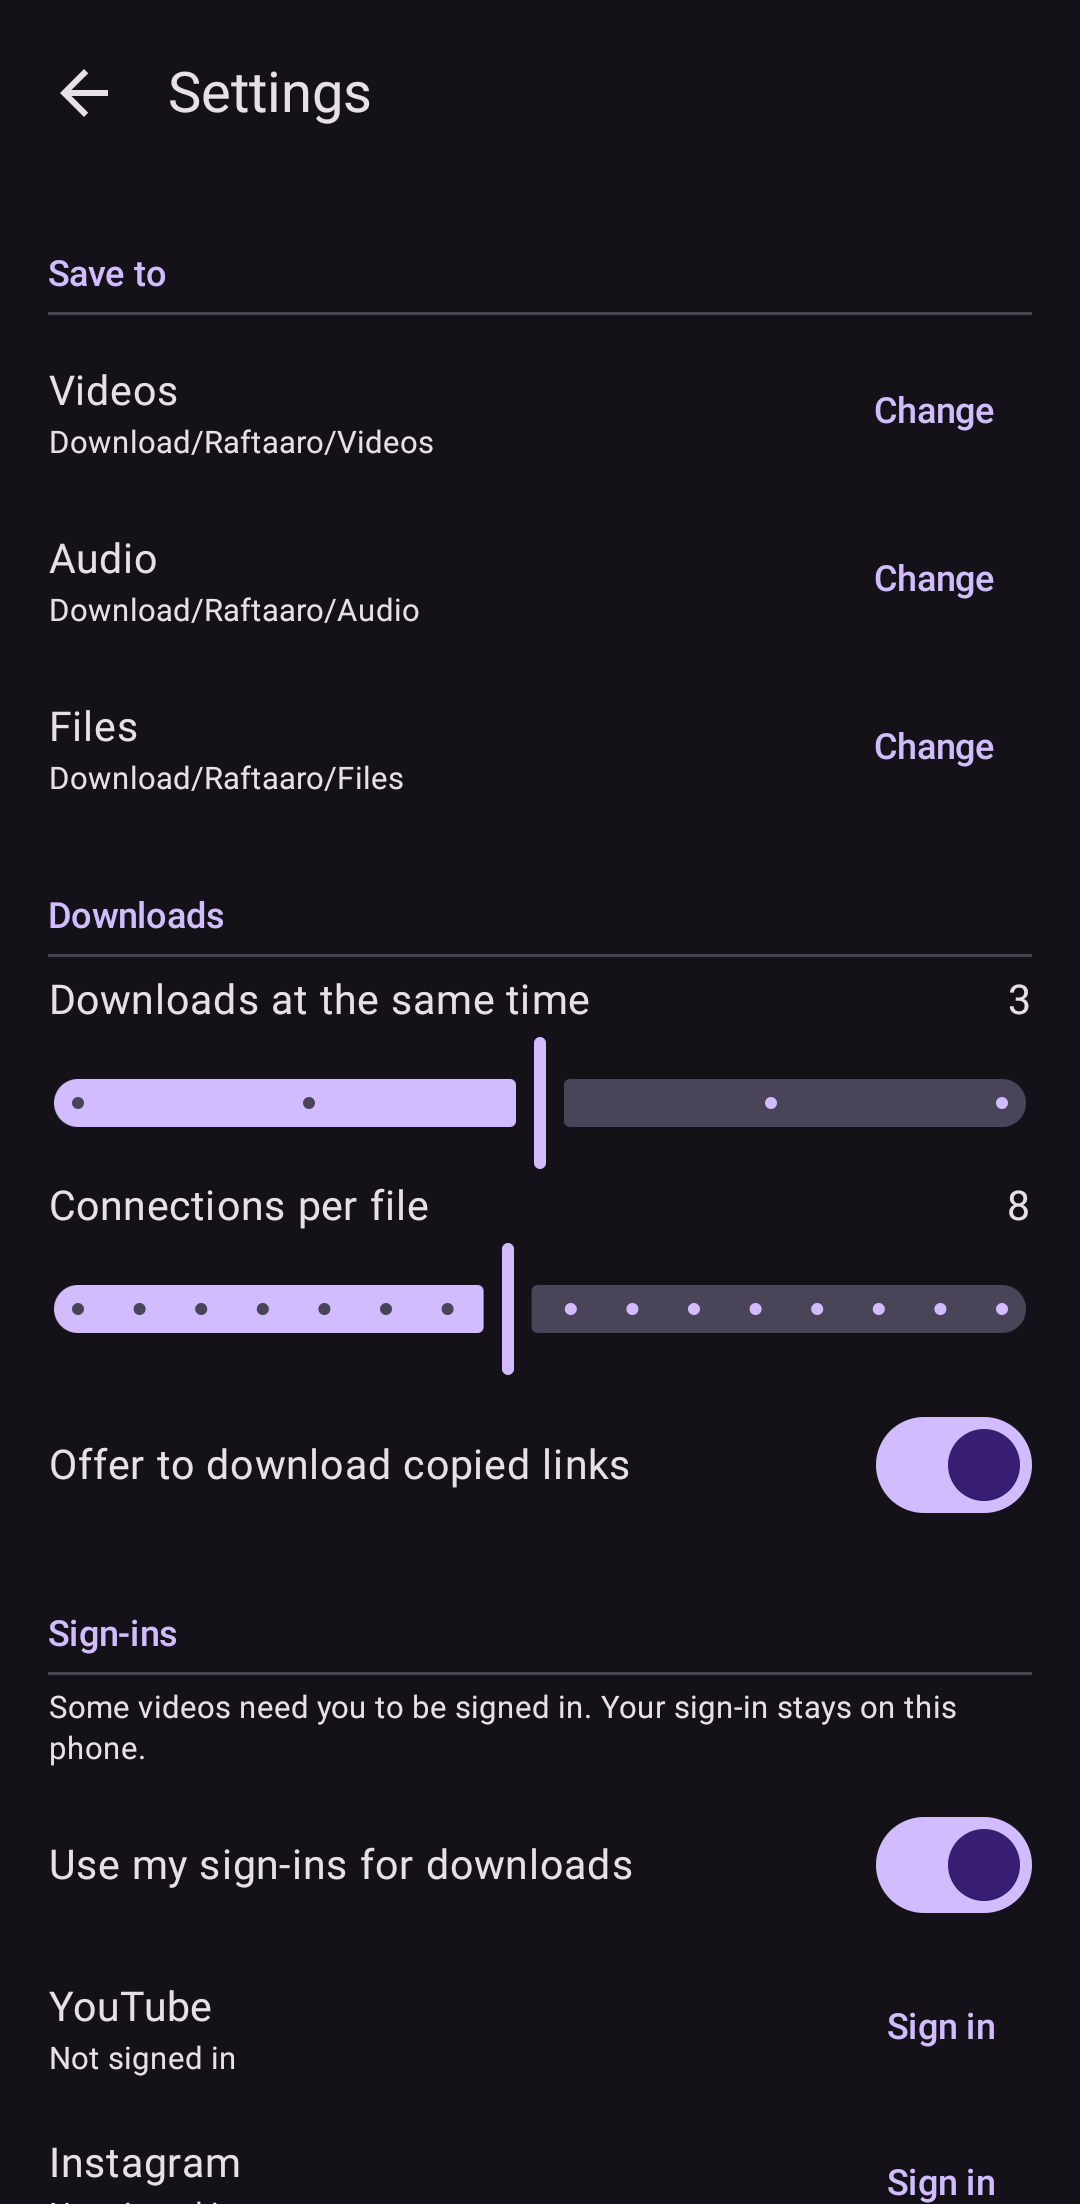 Settings
Save to
Videos
Change
Download/Raftaaro/Videos
Audio
Change
Download/Raftaaro/Audio
Files
Change
Download/Raftaaro/Files
Downloads
Downloads at the same time
3
Connections per file
8
Offer to download copied links
Sign-ins
Some videos need you to be signed in. Your sign-in stays on this
phone.
Use my sign-ins for downloads
YouTube
Sign in
Not signed in
Instagram
Sign in